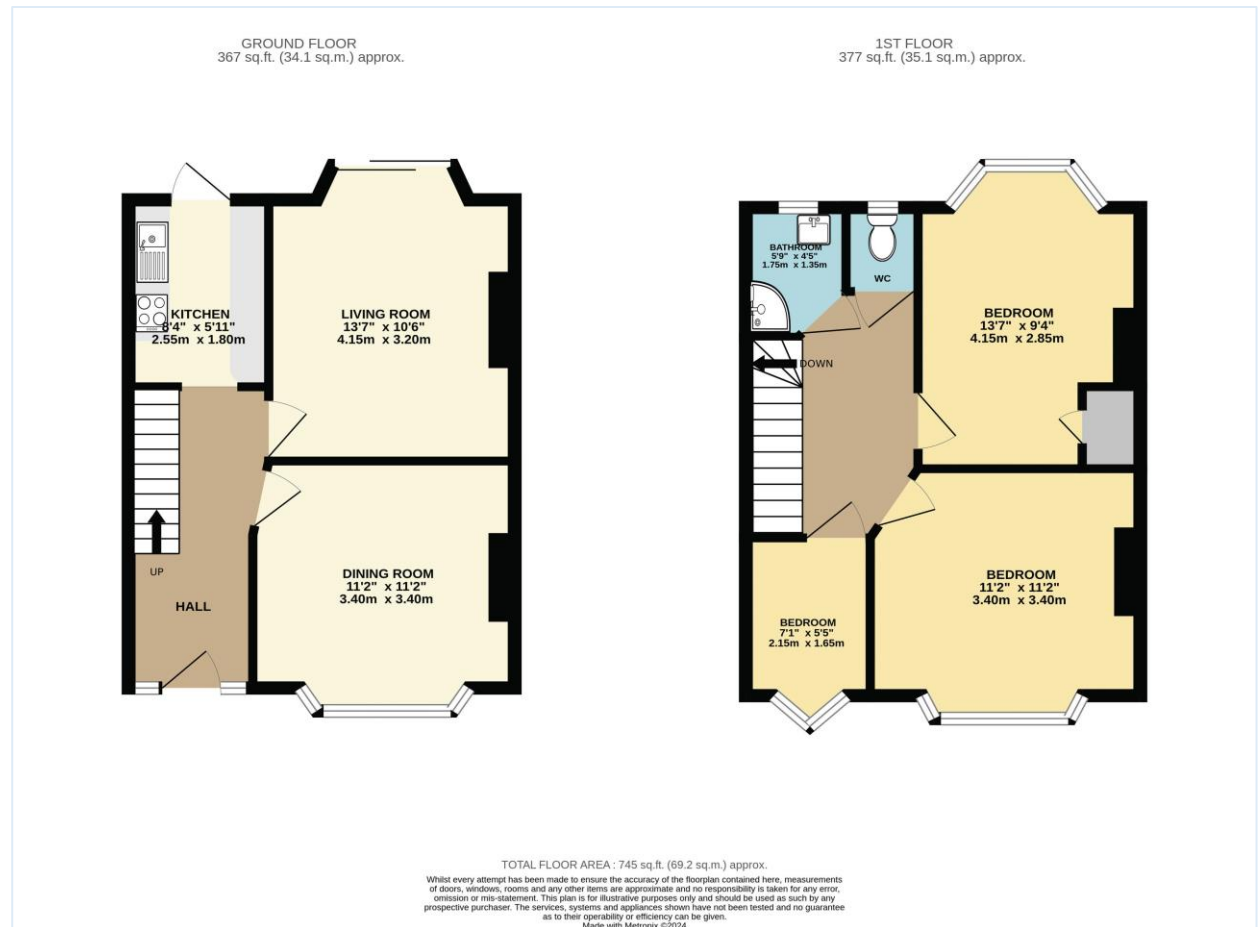 GROUND FLOOR
367 sq.ft. (34.1 sq.m.) approx.
KITCHEN
8'4" x 5'11"
2.55m x 1.80m
LIVING ROOM
13'7" x 10'6"
4.15m x 3.20m
DINING ROOM
11'2" x 11'2"
3.40m x 3.40m
UP
HALL
1ST FLOOR
377 sq.ft. (35.1 sq.m.) approx.
BATHROOM
5'9" x 4'5"
1.75m x 1.35m
WC
BEDROOM
13'7" x 9'4"
4.15m x 2.85m
DOWN
BEDROOM
11'2" x 11'2"
3.40m x 3.40m
BEDROOM
7'1" x 5'5"
2.15m x 1.65m
TOTAL FLOOR AREA : 745 sq.ft. (69.2 sq.m.) approx.
Whilst every attempt has been made to ensure the accuracy of the floorplan contained here, measurements
of doors, windows, rooms and any other items are approximate and no responsibility is taken for any error,
omission or mis-statement. This plan is for illustrative purposes only and should be used as such by any
prospective purchaser. The services, systems and appliances shown have not been tested and no guarantee
as to their operability or efficiency can be given.
Made with Metropix ©2024